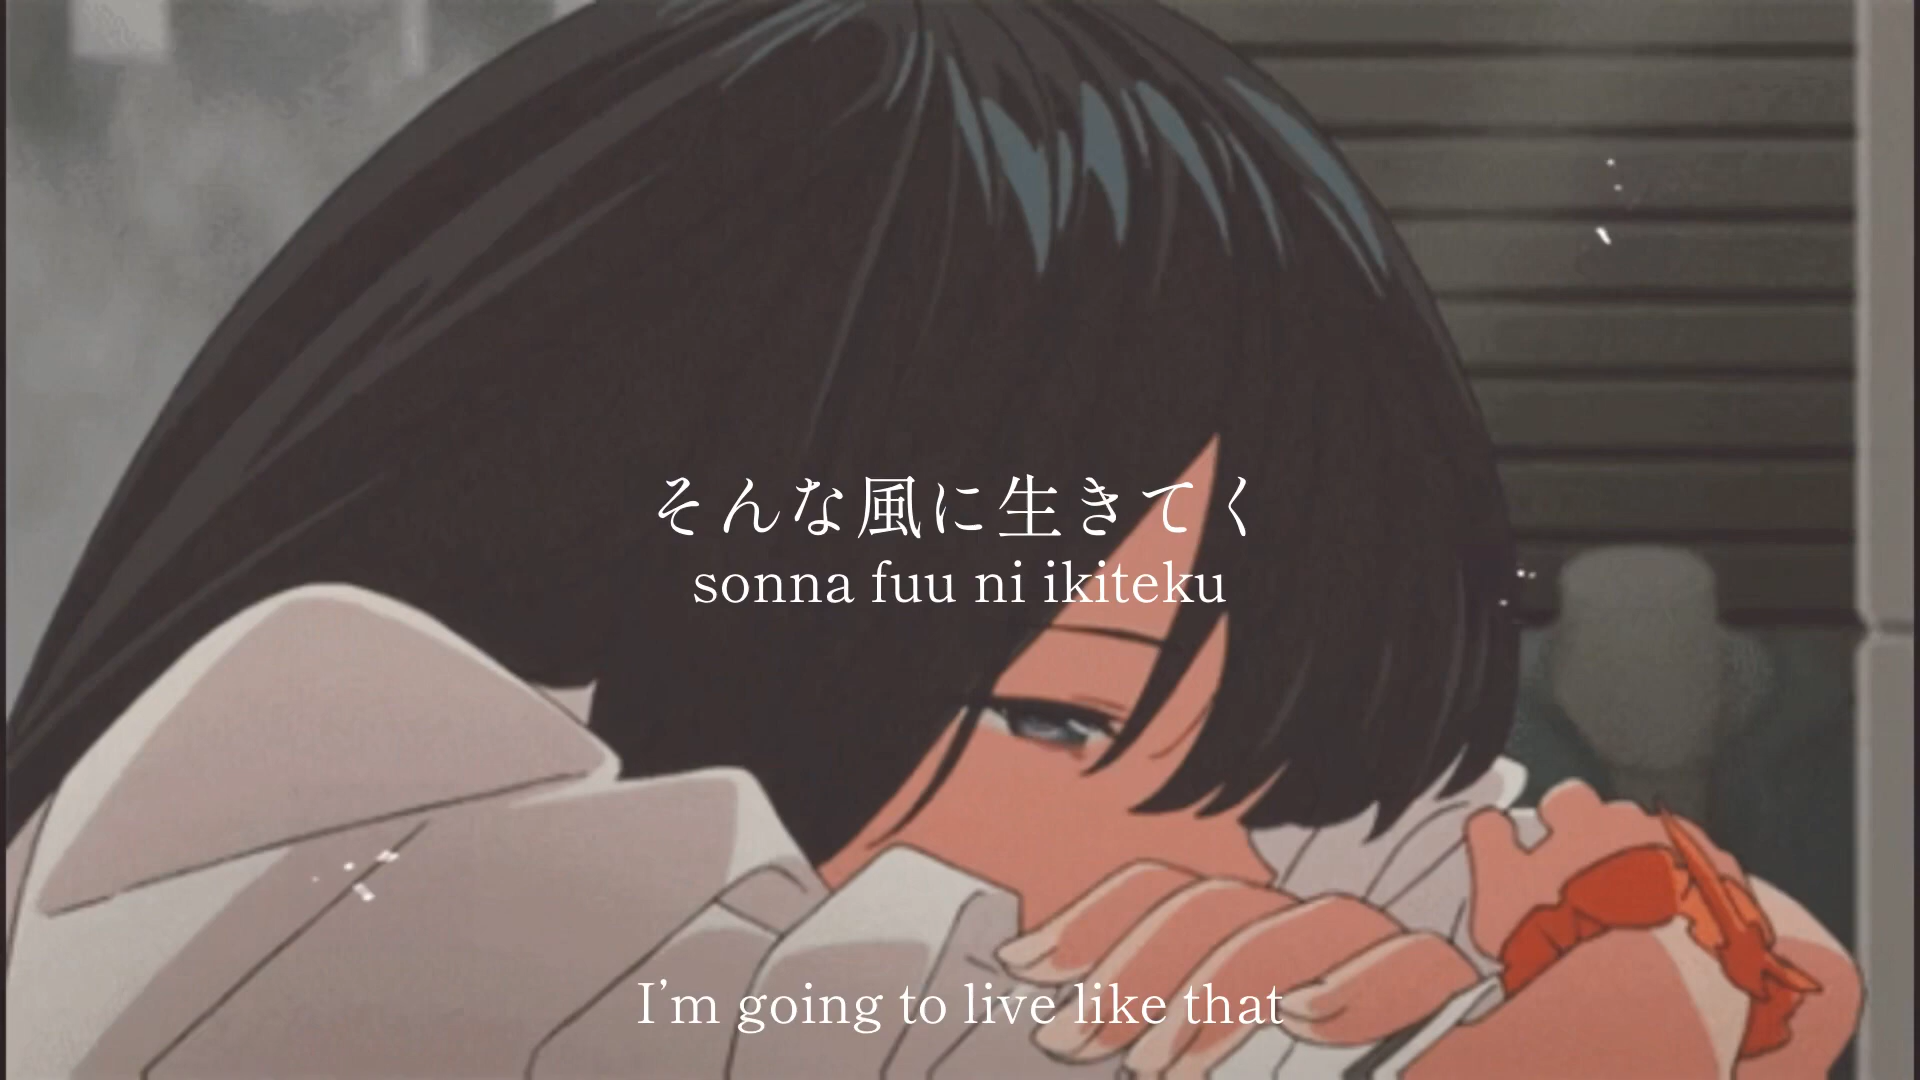 そんな風に生きてく
sonna fuu ni ikiteku
I'm going to live like that